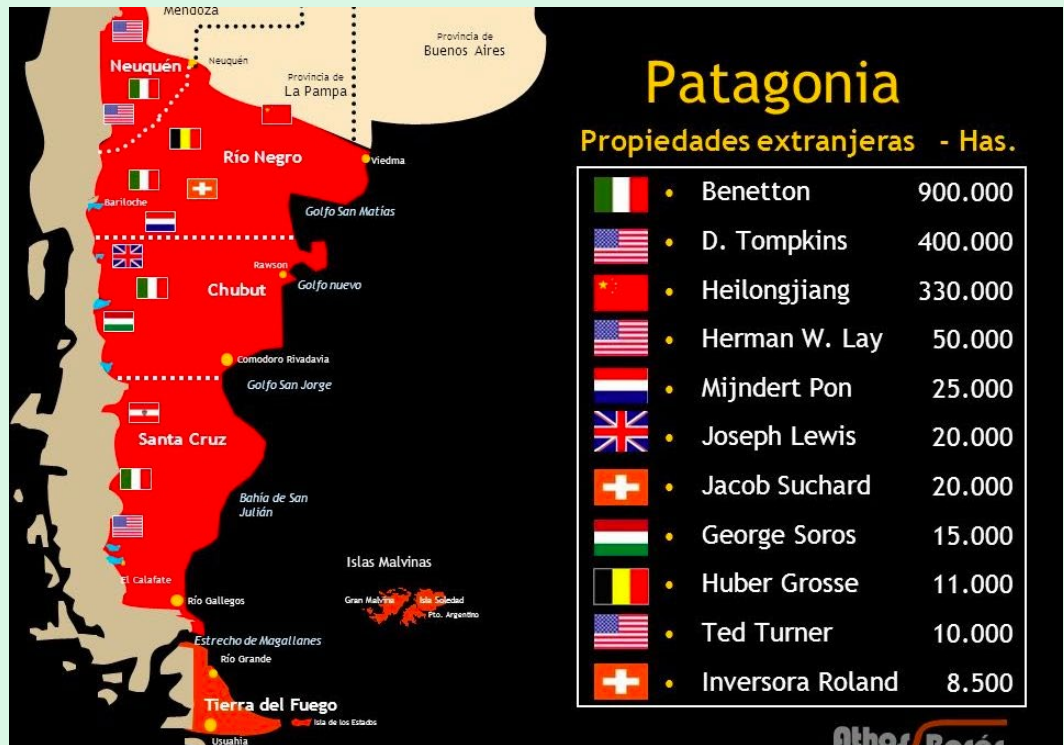 Mendoza
Provincia de
Buenos Aires
Neuquén
Neuquén
Provincia de
La Pampa
Río Negro
Viedma
Bariloche
Golfo San Matías
Rawson
Golfo nuevo
Chubut
Comodoro Rivadavia
Golfo San Jorge
Santa Cruz
Bahía de San
Julián
El Calafate
Río Gallegos
Islas Malvinas
Gran Malvina
Isla Soledad
Pto. Argentino
Estrecho de Magallanes
Río Grande
Tierra del Fuego
Isla de los Estados
Usuahia
Patagonia
Propiedades extranjeras - Has.
• Benetton 900.000
• D. Tompkins 400.000
• Heilongjiang 330.000
• Herman W. Lay 50.000
• Mijndert Pon 25.000
• Joseph Lewis 20.000
• Jacob Suchard 20.000
• George Soros 15.000
• Huber Grosse 11.000
• Ted Turner 10.000
• Inversora Roland 8.500